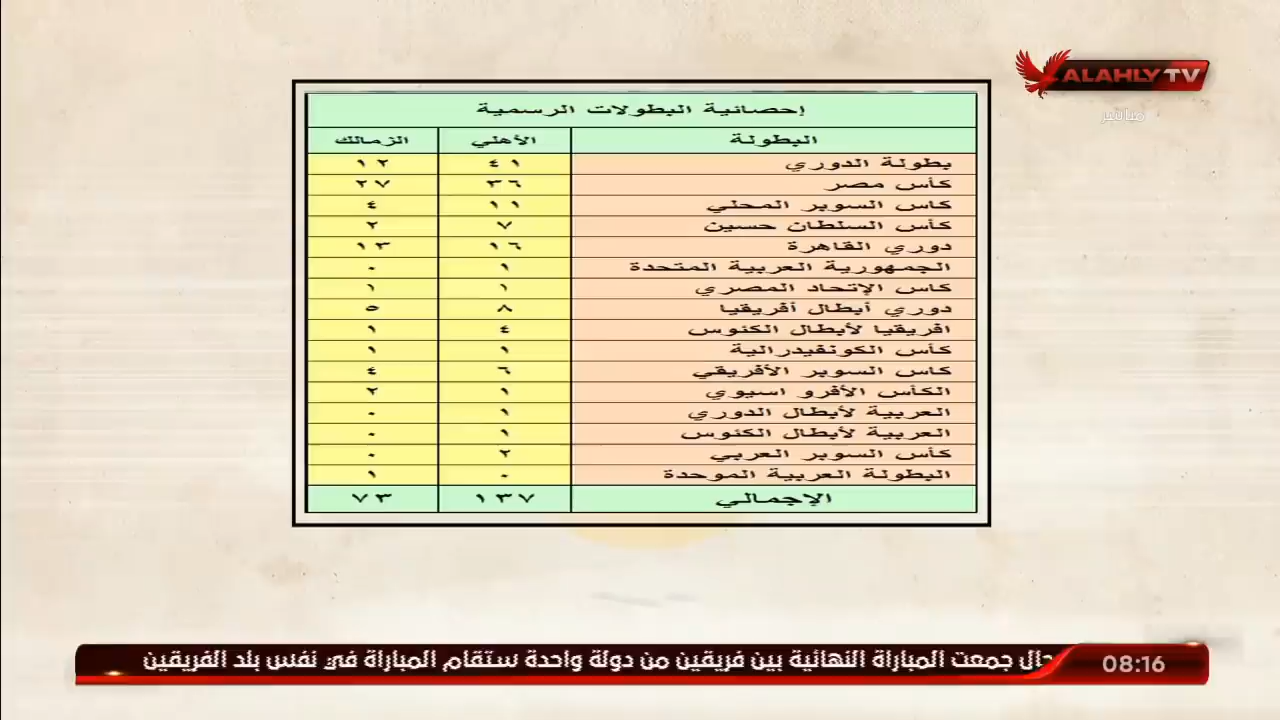 ALAHLY TV
مباشر
إحصائية البطولات الرسمية
البطولة الأهلي الزمالك
بطولة الدوري ٤١ ١٢
كأس مصر ٣٦ ٢٧
كاس السوبر المحلي ١١ ٤
كأس السلطان حسين ٧ ٢
دوري القاهرة ١٦ ١٣
الجمهورية العربية المتحدة ١ ٠
كاس الإتحاد المصري ١ ١
دوري أبطال أفريقيا ٨ ٥
افريقيا لأبطال الكئوس ٤ ١
كأس الكونفيدرالية ١ ١
كاس السوبر الأفريقي ٦ ٤
الكأس الأفرو اسيوي ١ ٢
العربية لأبطال الدوري ١ ٠
العربية لأبطال الكئوس ١ ٠
كأس السوبر العربي ٢ ٠
البطولة العربية الموحدة ٠ ١
الإجمالي ١٣٧ ٧٣
حال جمعت المباراة النهائية بين فريقين من دولة واحدة ستقام المباراة في نفس بلد الفريقين
08:16